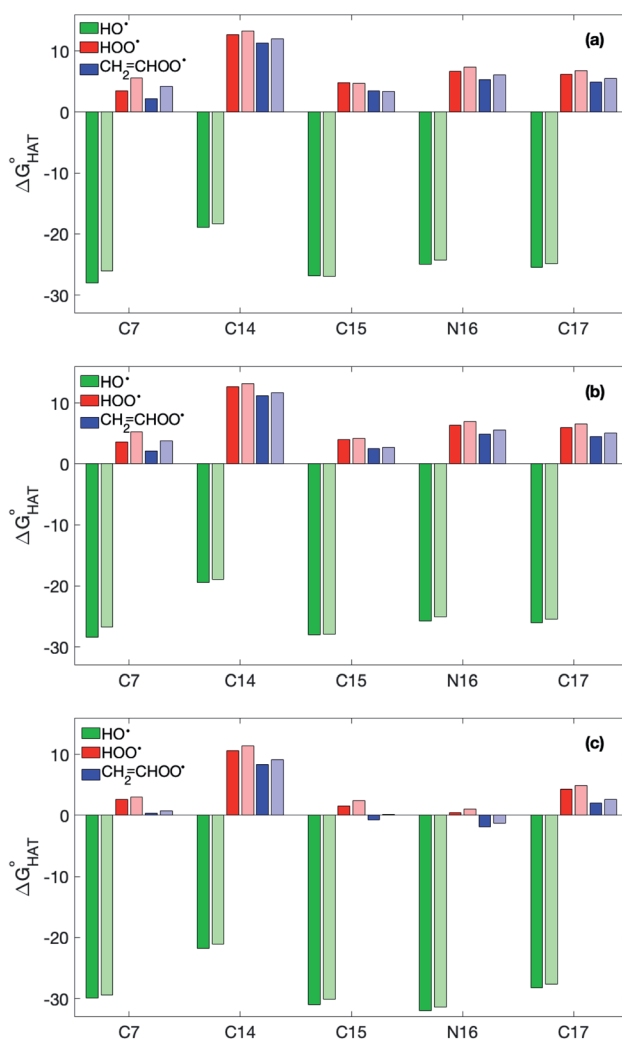 HO•
HOO•
CH2=CHOO•
(a)
10
0
-10
-20
-30
ΔG°HAT
C7 C14 C15 N16 C17
HO•
HOO•
CH2=CHOO•
(b)
10
0
-10
-20
-30
ΔG°HAT
C7 C14 C15 N16 C17
HO•
HOO•
CH2=CHOO•
(c)
10
0
-10
-20
-30
ΔG°HAT
C7 C14 C15 N16 C17